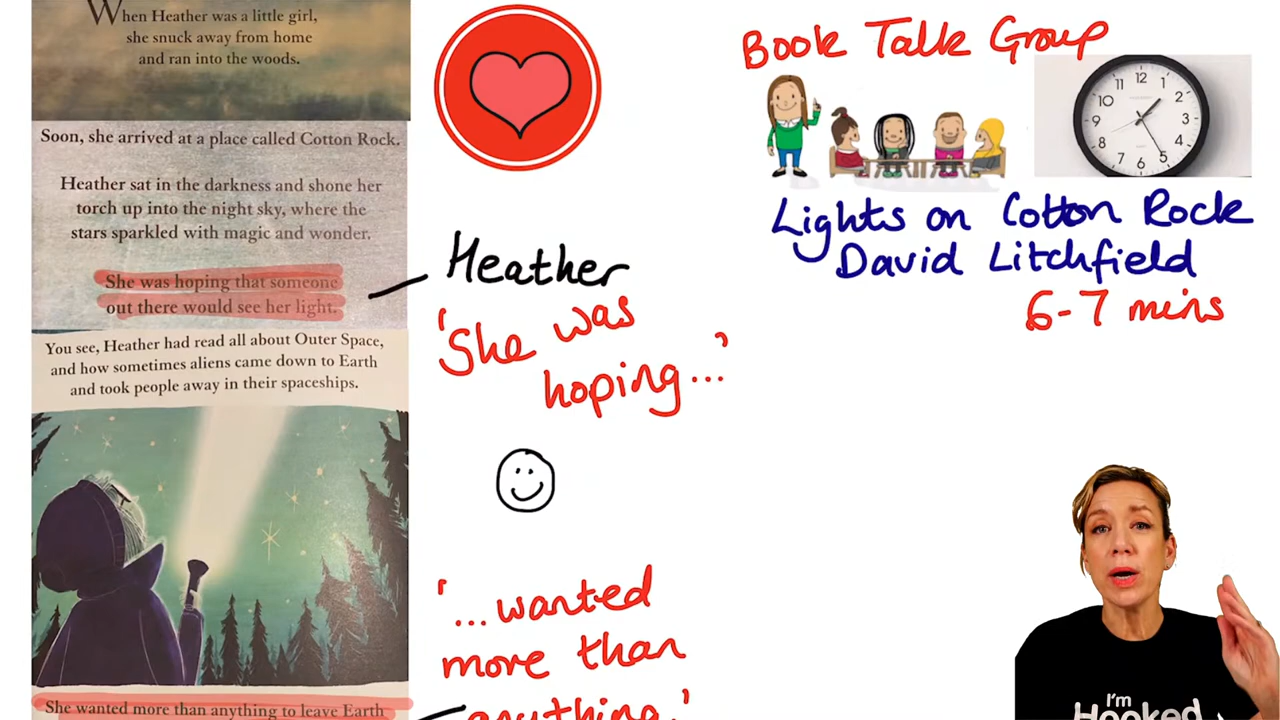 When Heather was a little girl,
she snuck away from home
and ran into the woods.
Soon, she arrived at a place called Cotton Rock.
Heather sat in the darkness and shone her
torch up into the night sky, where the
stars sparkled with magic and wonder.
She was hoping that someone
out there would see her light.
You see, Heather had read all about Outer Space,
and how sometimes aliens came down to Earth
and took people away in their spaceships.
She wanted more than anything to leave Earth
Heather
'She was
hoping...'
'...wanted
more than
anything.'
Book Talk Group
12
1
2
3
4
5
6
7
8
9
10
11
Lights on Cotton Rock
David Litchfield
6-7 mins
I'm
Hooked